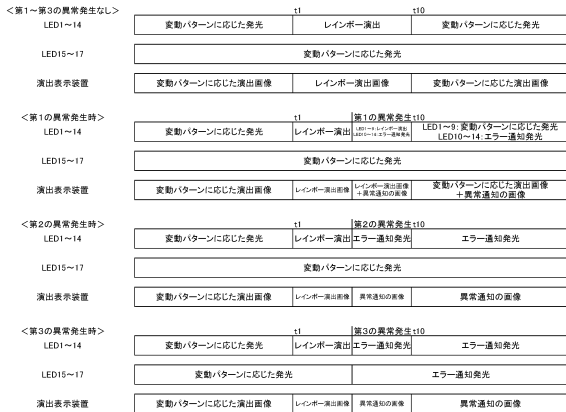 ＜第1～第3の異常発生なし＞
t1 t10
LED1～14 変動パターンに応じた発光 レインボー演出 変動パターンに応じた発光
LED15～17 変動パターンに応じた発光
演出表示装置 変動パターンに応じた演出画像 レインボー演出画像 変動パターンに応じた演出画像
＜第1の異常発生時＞
t1 第1の異常発生 t10
LED1～14 変動パターンに応じた発光 レインボー演出 LED1～9:レインボー演出 LED1～9:変動パターンに応じた発光
LED10～14:エラー通知発光 LED10～14:エラー通知発光
LED15～17 変動パターンに応じた発光
演出表示装置 変動パターンに応じた演出画像 レインボー演出画像 レインボー演出画像 変動パターンに応じた演出画像
＋異常通知の画像 ＋異常通知の画像
＜第2の異常発生時＞
t1 第2の異常発生 t10
LED1～14 変動パターンに応じた発光 レインボー演出 エラー通知発光 エラー通知発光
LED15～17 変動パターンに応じた発光
演出表示装置 変動パターンに応じた演出画像 レインボー演出画像 異常通知の画像 異常通知の画像
＜第3の異常発生時＞
t1 第3の異常発生 t10
LED1～14 変動パターンに応じた発光 レインボー演出 エラー通知発光 エラー通知発光
LED15～17 変動パターンに応じた発光 エラー通知発光
演出表示装置 変動パターンに応じた演出画像 レインボー演出画像 異常通知の画像 異常通知の画像